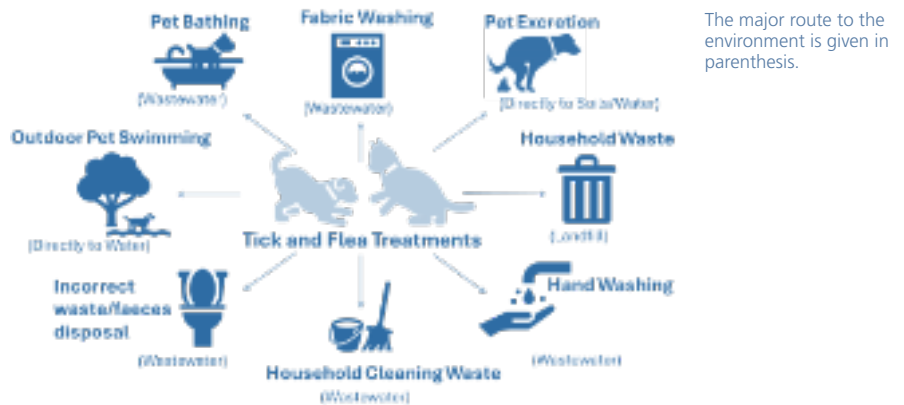 Pet Bathing
(Wastewater)
Fabric Washing
(Wastewater)
Pet Excretion
(Directly to Soils/Water)
The major route to the
environment is given in
parenthesis.
Outdoor Pet Swimming
(Directly to Water)
Household Waste
(Landfill)
Tick and Flea Treatments
Incorrect
waste/faeces
disposal
(Wastewater)
Household Cleaning Waste
(Wastewater)
Hand Washing
(Wastewater)